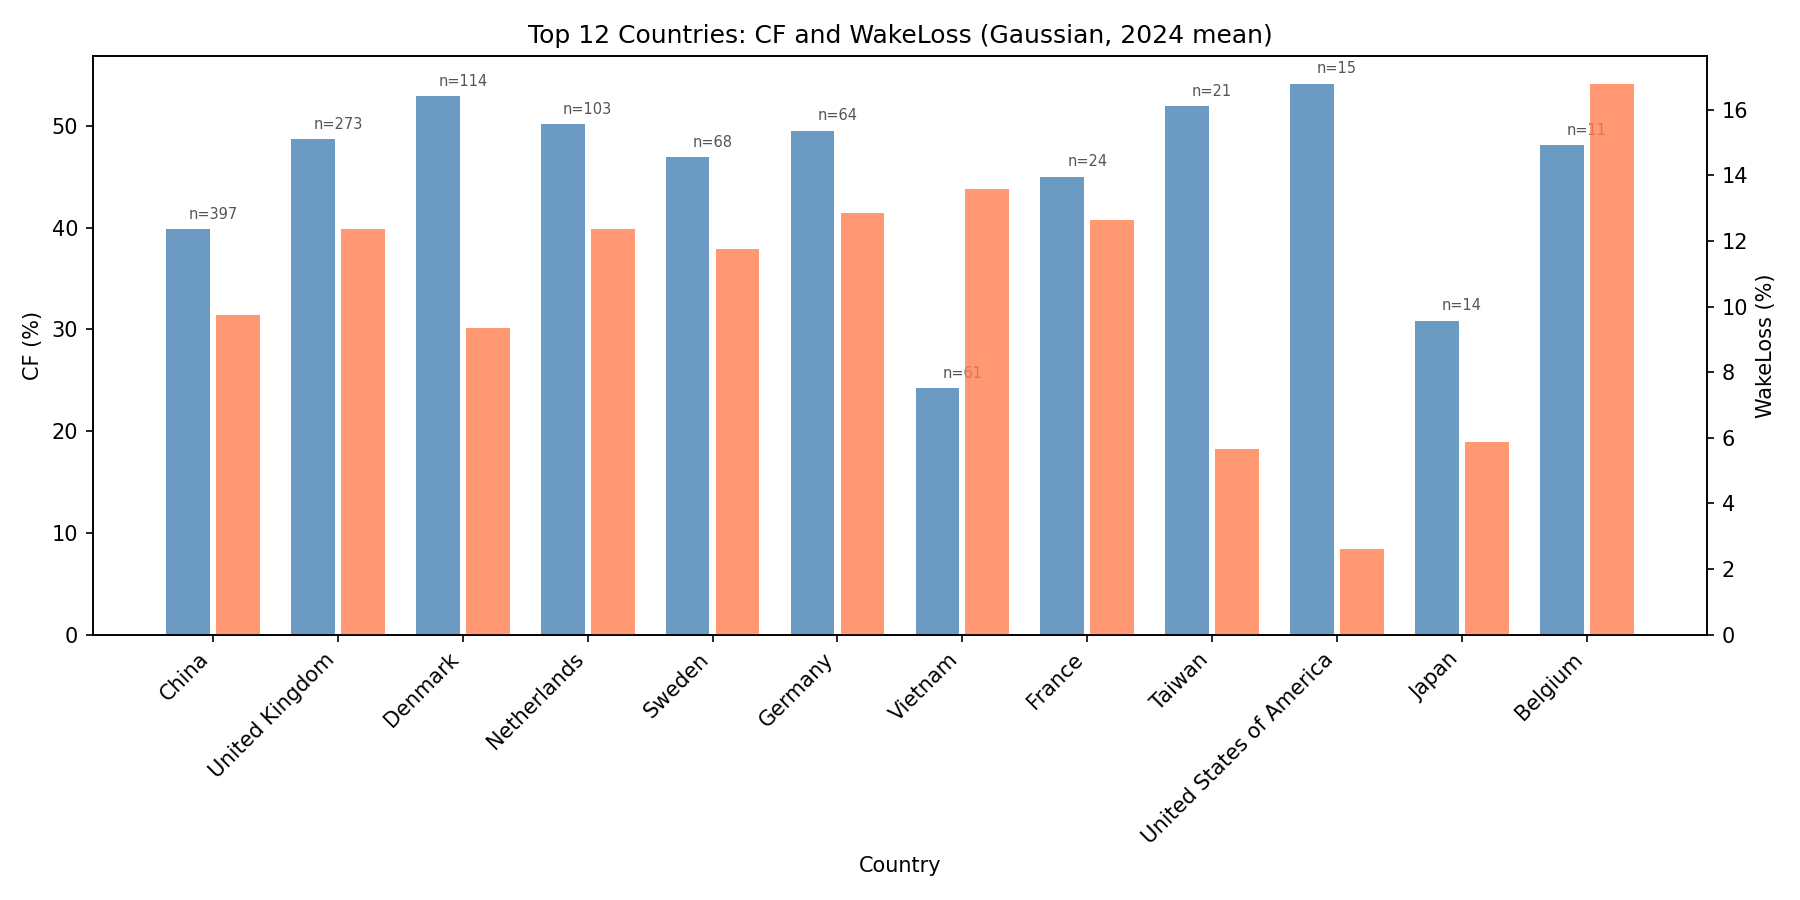 Top 12 Countries: CF and WakeLoss (Gaussian, 2024 mean)
CF (%)
50
40
30
20
10
0
n=397
n=273
n=114
n=103
n=68
n=64
n=61
n=24
n=21
n=15
n=14
n=11
16
14
12
10
8
6
4
2
0
WakeLoss (%)
China
United Kingdom
Denmark
Netherlands
Sweden
Germany
Vietnam
France
Taiwan
United States of America
Japan
Belgium
Country